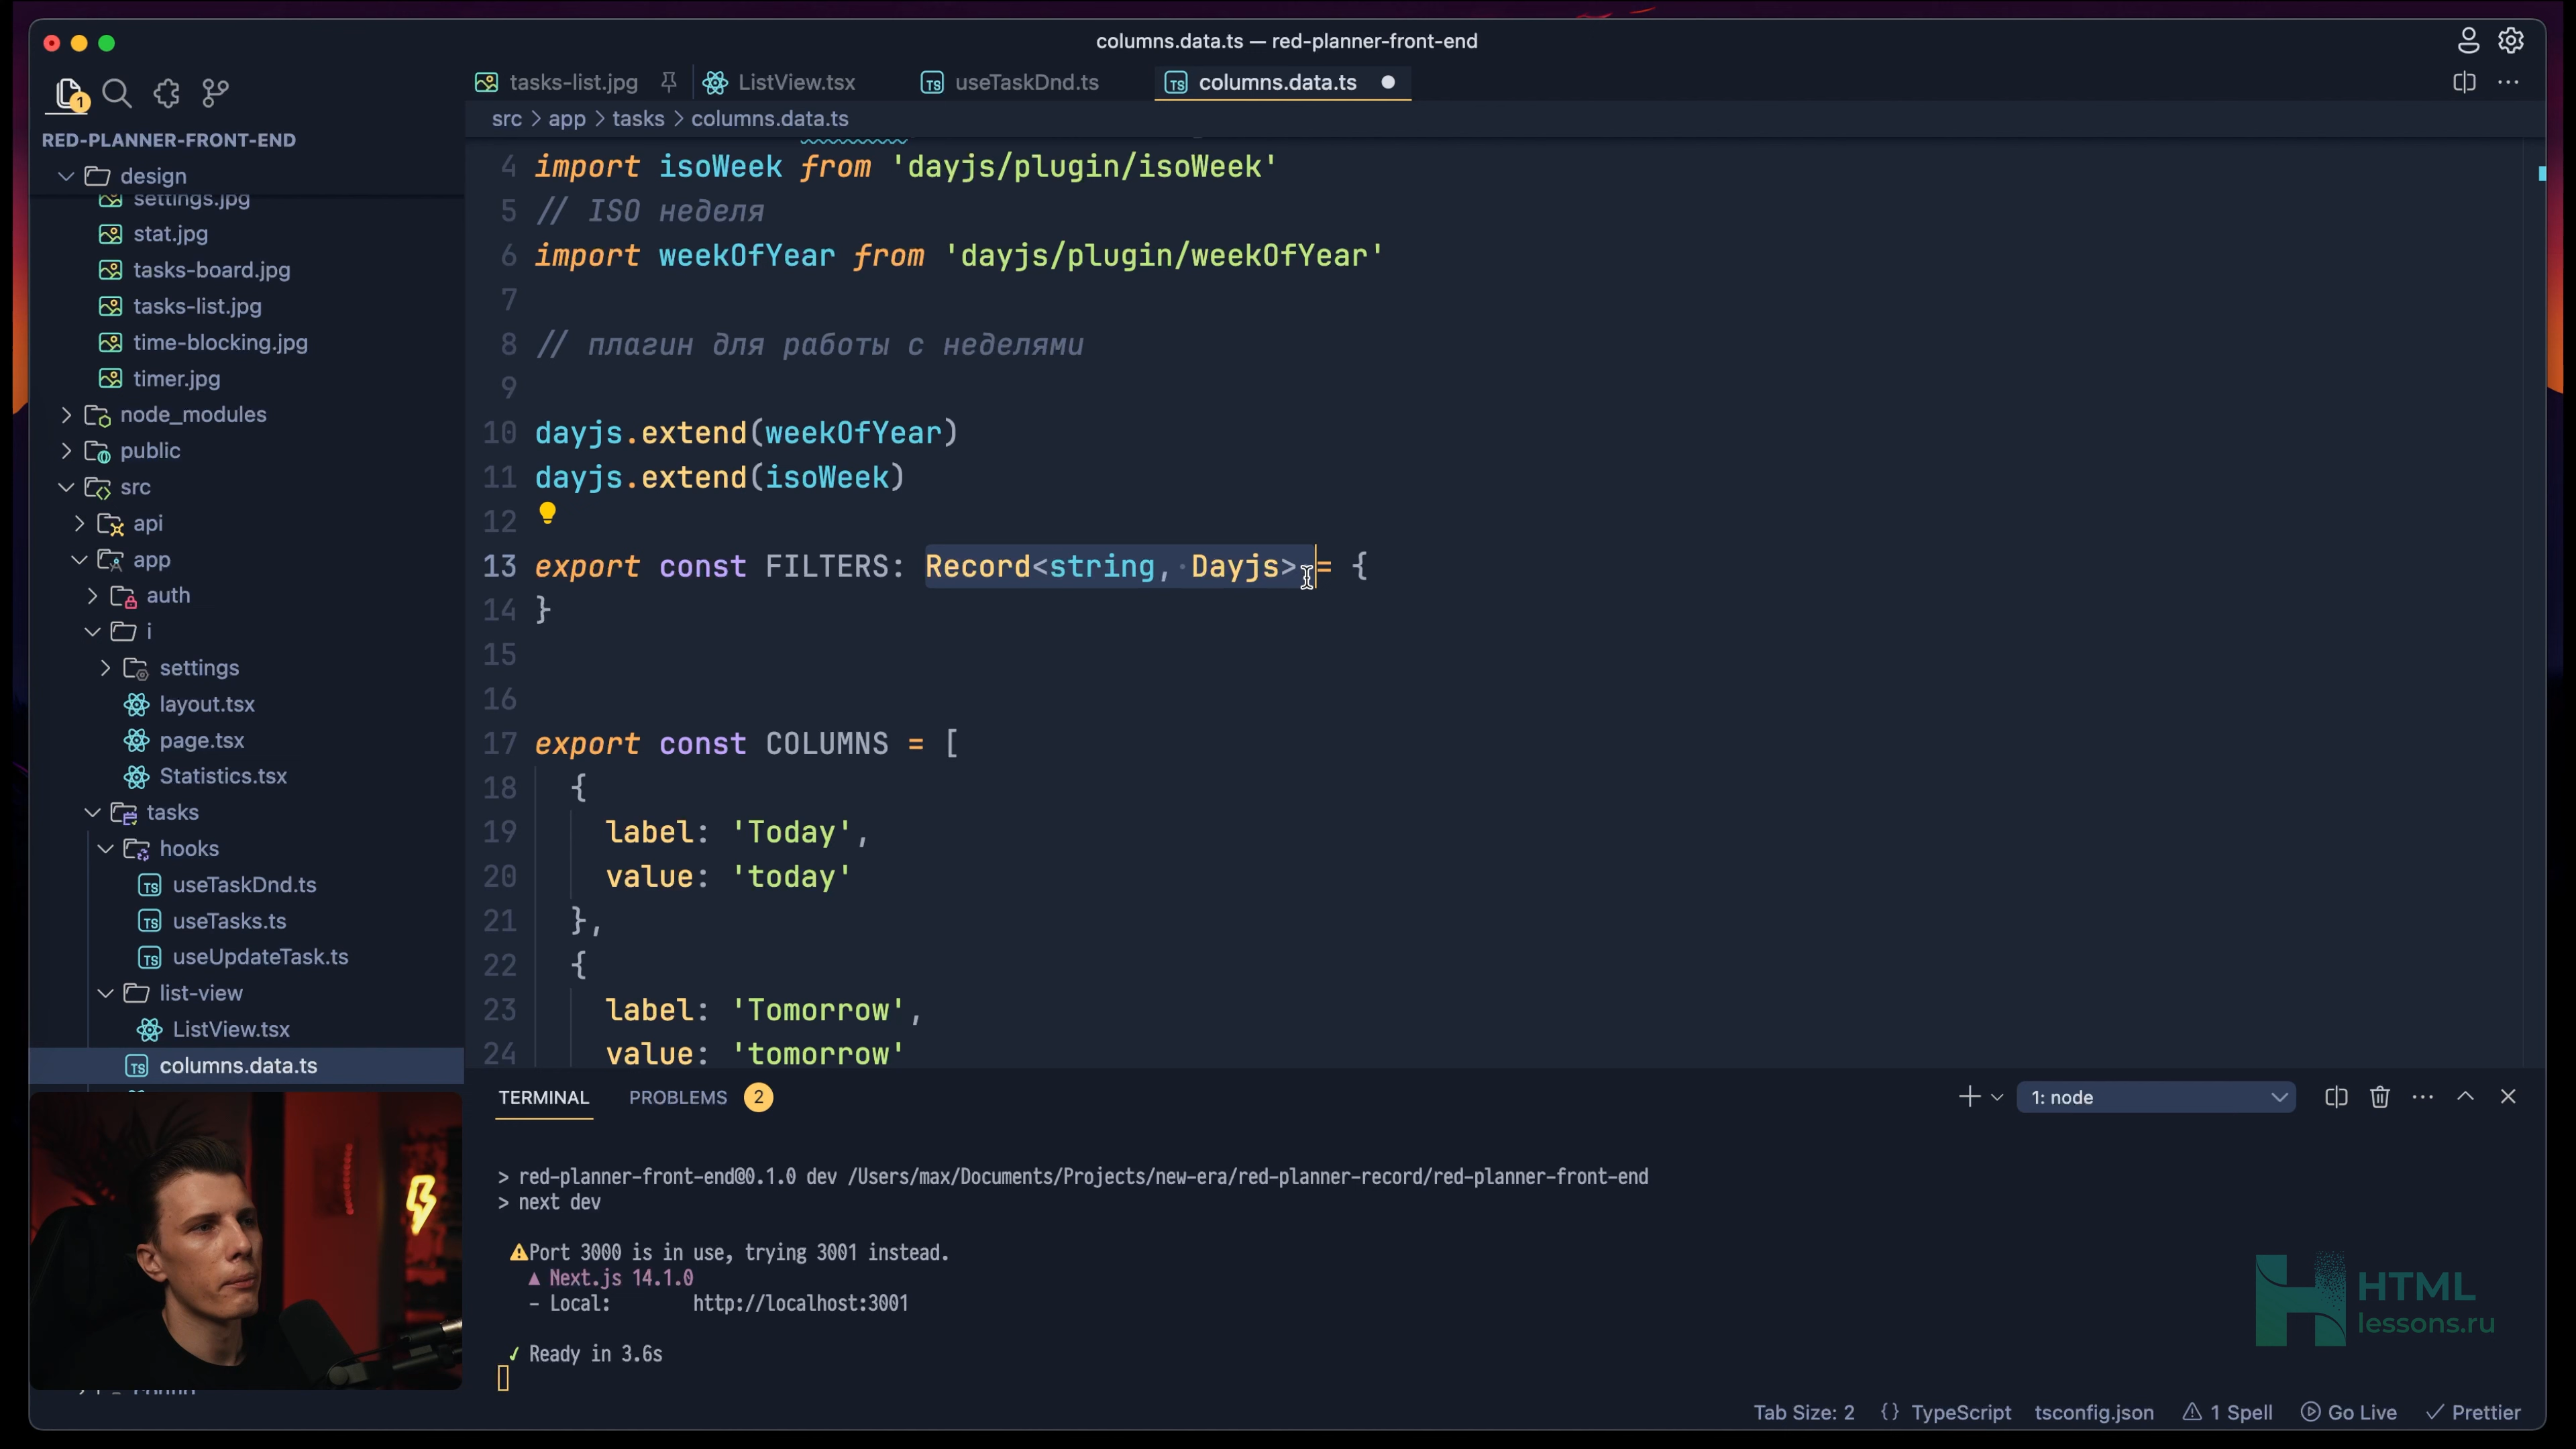 columns.data.ts — red-planner-front-end
1
tasks-list.jpg
ListView.tsx
useTaskDnd.ts
columns.data.ts
src > app > tasks > columns.data.ts
RED-PLANNER-FRONT-END
design
settings.jpg
stat.jpg
tasks-board.jpg
tasks-list.jpg
time-blocking.jpg
timer.jpg
node_modules
public
src
api
app
auth
i
settings
layout.tsx
page.tsx
Statistics.tsx
tasks
hooks
useTaskDnd.ts
useTasks.ts
useUpdateTask.ts
list-view
ListView.tsx
columns.data.ts
4 import isoWeek from 'dayjs/plugin/isoWeek'
5 // ISO неделя
6 import weekOfYear from 'dayjs/plugin/weekOfYear'
7
8 // плагин для работы с неделями
9
10 dayjs.extend(weekOfYear)
11 dayjs.extend(isoWeek)
12
13 export const FILTERS: Record<string, Dayjs> = {
14 }
15
16
17 export const COLUMNS = [
18 {
19 label: 'Today',
20 value: 'today'
21 },
22 {
23 label: 'Tomorrow',
24 value: 'tomorrow'
TERMINAL PROBLEMS 2
1: node
> red-planner-front-end@0.1.0 dev /Users/max/Documents/Projects/new-era/red-planner-record/red-planner-front-end
> next dev
⚠Port 3000 is in use, trying 3001 instead.
▲ Next.js 14.1.0
- Local: http://localhost:3001
✓ Ready in 3.6s
HTML
lessons.ru
Tab Size: 2 {} TypeScript tsconfig.json 1 Spell Go Live ✓ Prettier